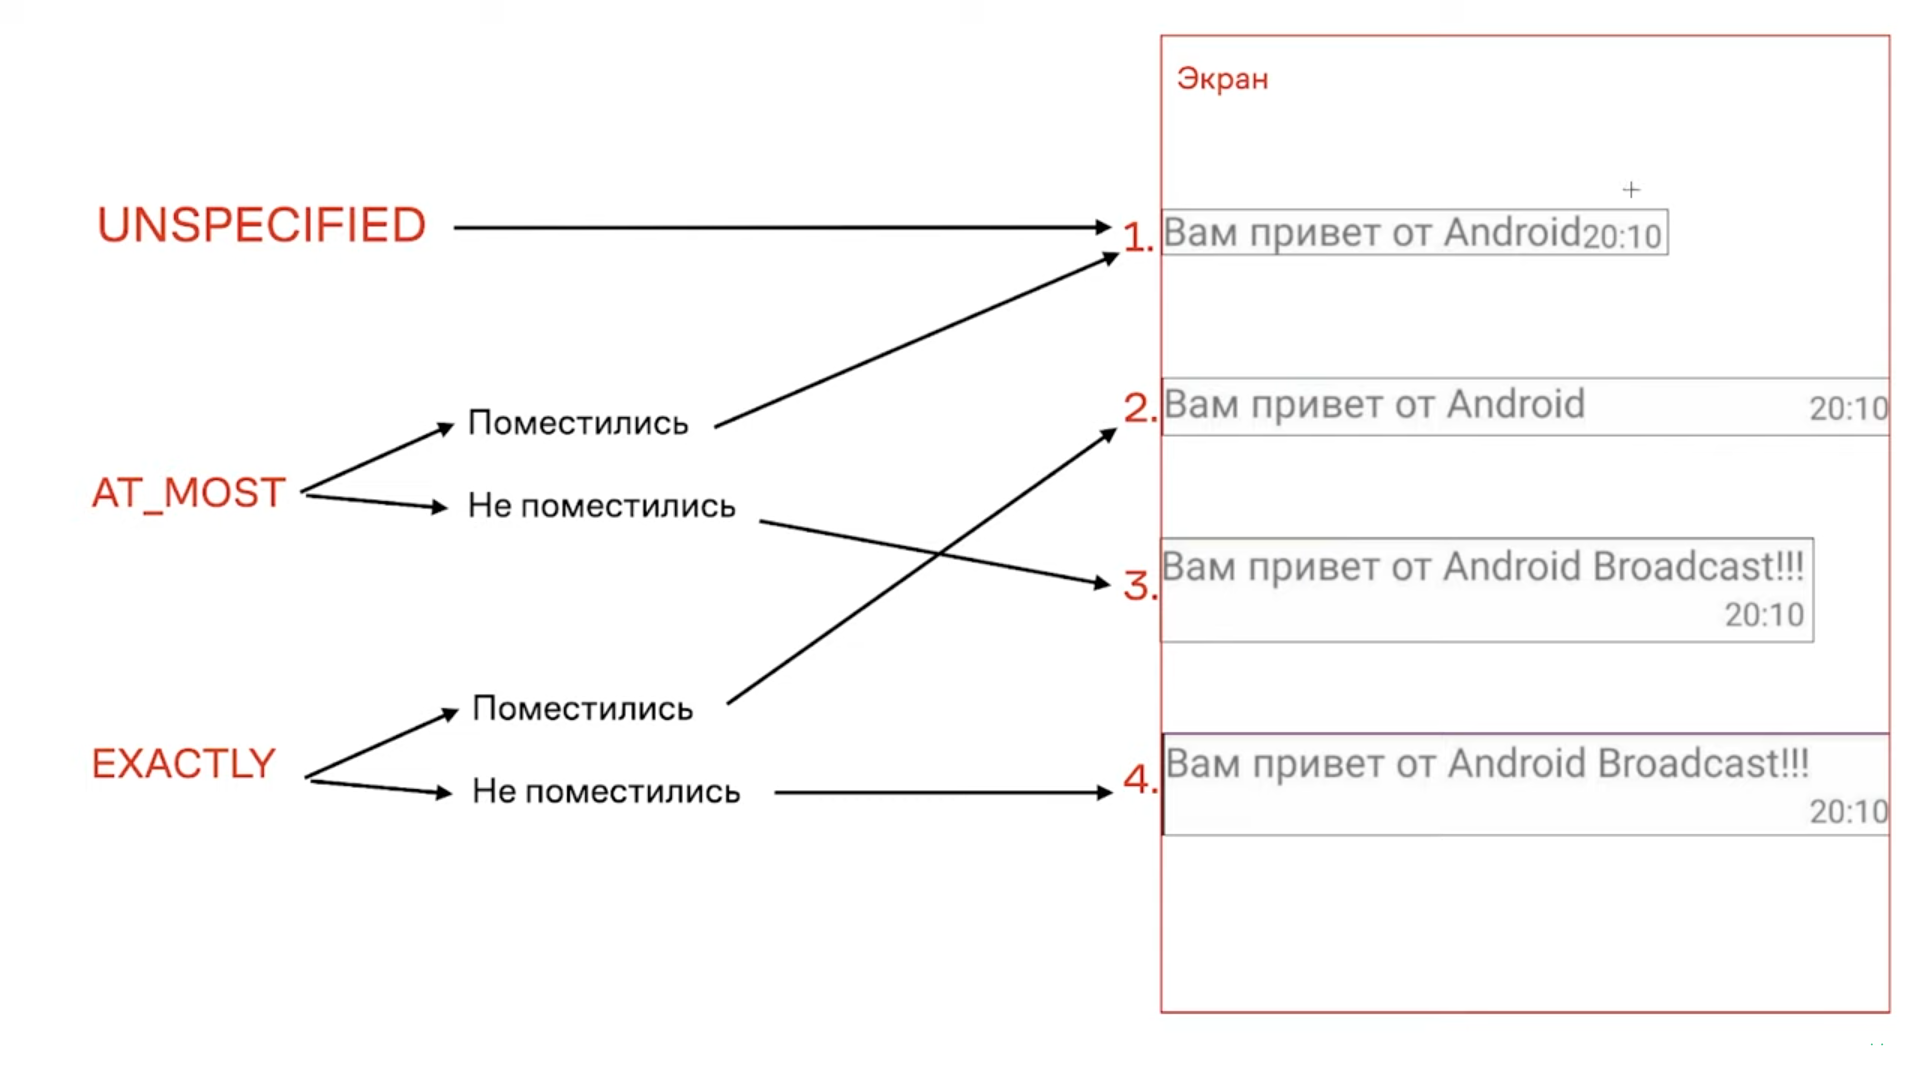 Экран
UNSPECIFIED
1. Вам привет от Android20:10
Поместились
2. Вам привет от Android 20:10
AT_MOST
Не поместились
3. Вам привет от Android Broadcast!!!
20:10
Поместились
EXACTLY
Не поместились
4. Вам привет от Android Broadcast!!!
20:10